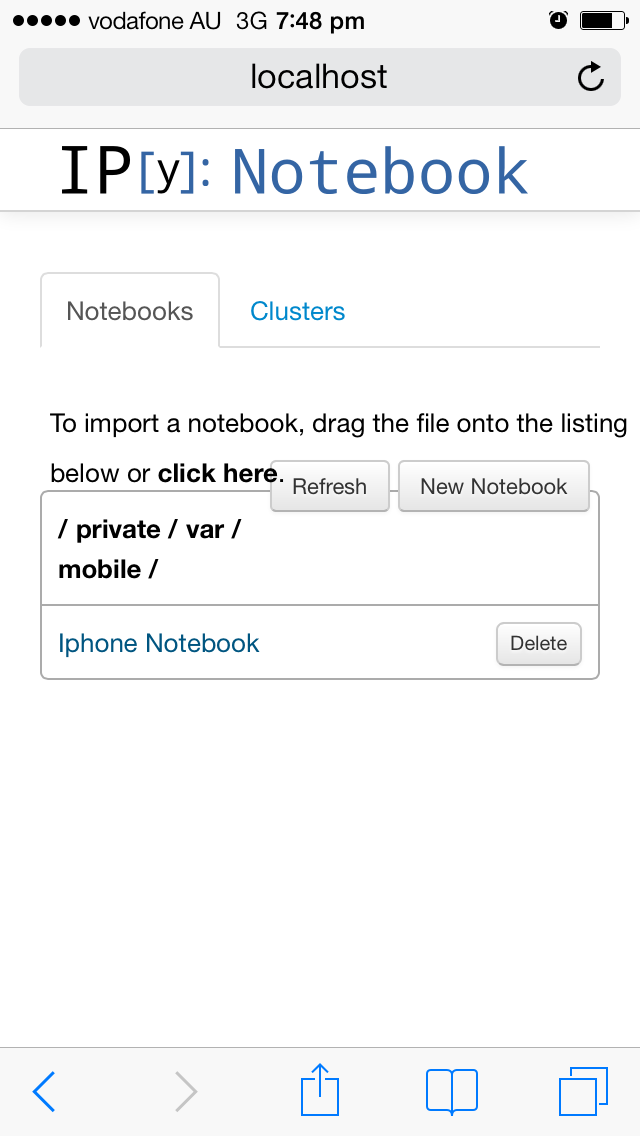 vodafone AU 3G 7:48 pm
localhost
IP[y]: Notebook
Notebooks Clusters
To import a notebook, drag the file onto the listing
below or click here.
Refresh New Notebook
/ private / var /
mobile /
Iphone Notebook Delete